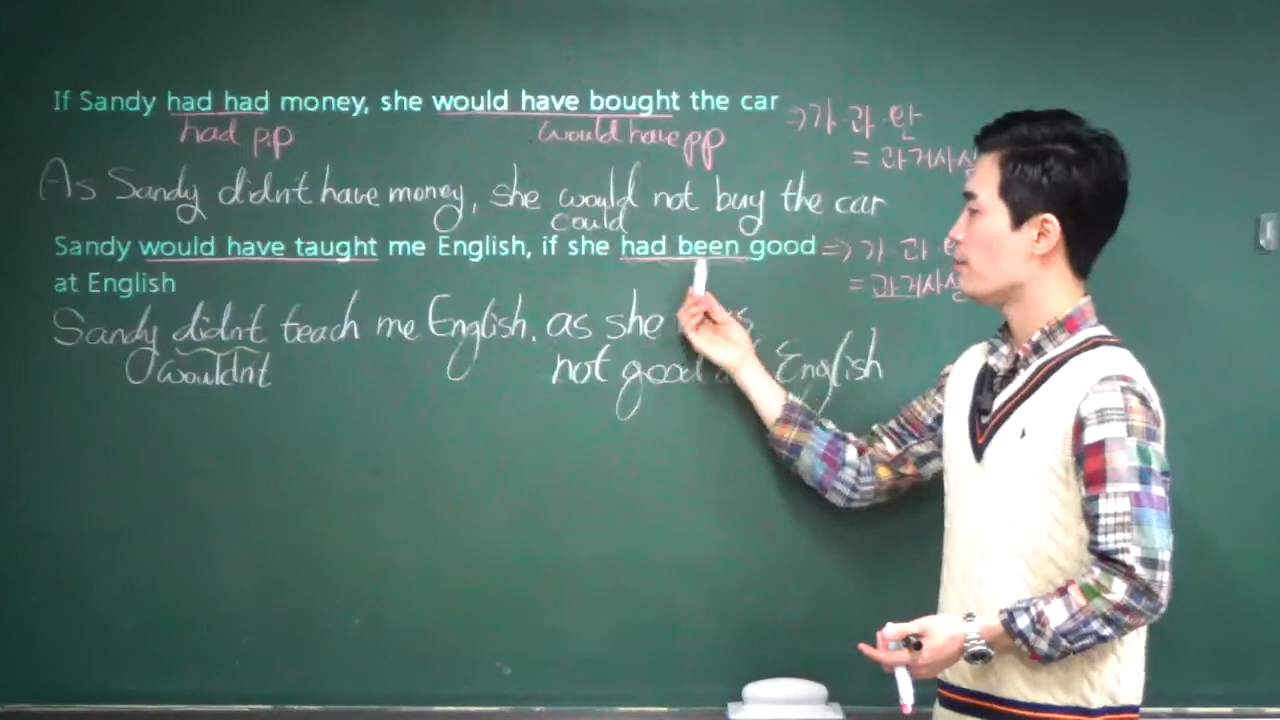 If Sandy had had money, she would have bought the car ⇒ 가 과 완
had p.p would have pp = 과거사실
As Sandy didn't have money, she would not buy the car
could
Sandy would have taught me English, if she had been good ⇒ 가 과
at English = 과거사실
Sandy didn't teach me English. as she
wouldn't not good English